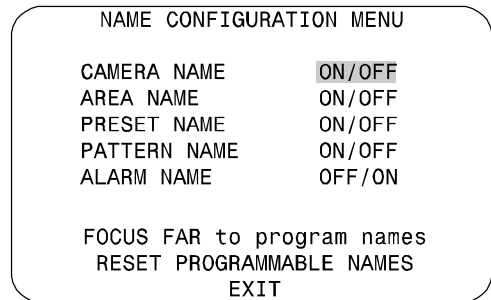 NAME CONFIGURATION MENU
CAMERA NAME ON/OFF
AREA NAME ON/OFF
PRESET NAME ON/OFF
PATTERN NAME ON/OFF
ALARM NAME OFF/ON
FOCUS FAR to program names
RESET PROGRAMMABLE NAMES
EXIT